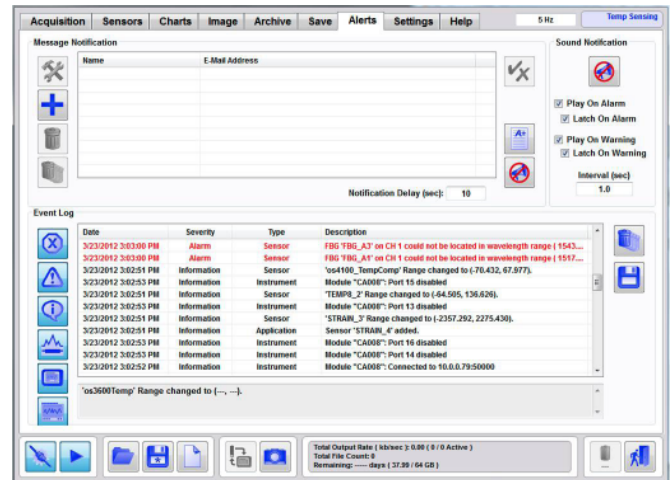 Acquisition Sensors Charts Image Archive Save Alerts Settings Help 5 Hz Temp Sensing
Message Notification
Name E-Mail Address
Notification Delay (sec): 10
Sound Notifcation
Play On Alarm
Latch On Alarm
Play On Warning
Latch On Warning
Interval (sec)
1.0
Event Log
Date Severity Type Description
3/23/2012 3:03:00 PM Alarm Sensor FBG 'FBG_A3' on CH 1 could not be located in wavelength range ( 1543....
3/23/2012 3:03:00 PM Alarm Sensor FBG 'FBG_A1' on CH 1 could not be located in wavelength range ( 1517....
3/23/2012 3:02:51 PM Information Sensor 'os4100_TempComp' Range changed to (-70.432, 67.977).
3/23/2012 3:02:53 PM Information Instrument Module "CA008": Port 15 disabled
3/23/2012 3:02:51 PM Information Sensor 'TEMP8_2' Range changed to (-64.505, 136.626).
3/23/2012 3:02:53 PM Information Instrument Module "CA008": Port 13 disabled
3/23/2012 3:02:51 PM Information Sensor 'STRAIN_3' Range changed to (-2357.292, 2275.430).
3/23/2012 3:02:51 PM Information Application Sensor 'STRAIN_4' added.
3/23/2012 3:02:53 PM Information Instrument Module "CA008": Port 16 disabled
3/23/2012 3:02:53 PM Information Instrument Module "CA008": Port 14 disabled
3/23/2012 3:02:52 PM Information Instrument Module "CA008": Connected to 10.0.0.79:50000
'os3600Temp' Range changed to (---, ---).
Total Output Rate ( kb/sec ): 0.00 ( 0 / 0 Active )
Total File Count: 0
Remaining: ----- days ( 37.99 / 64 GB )